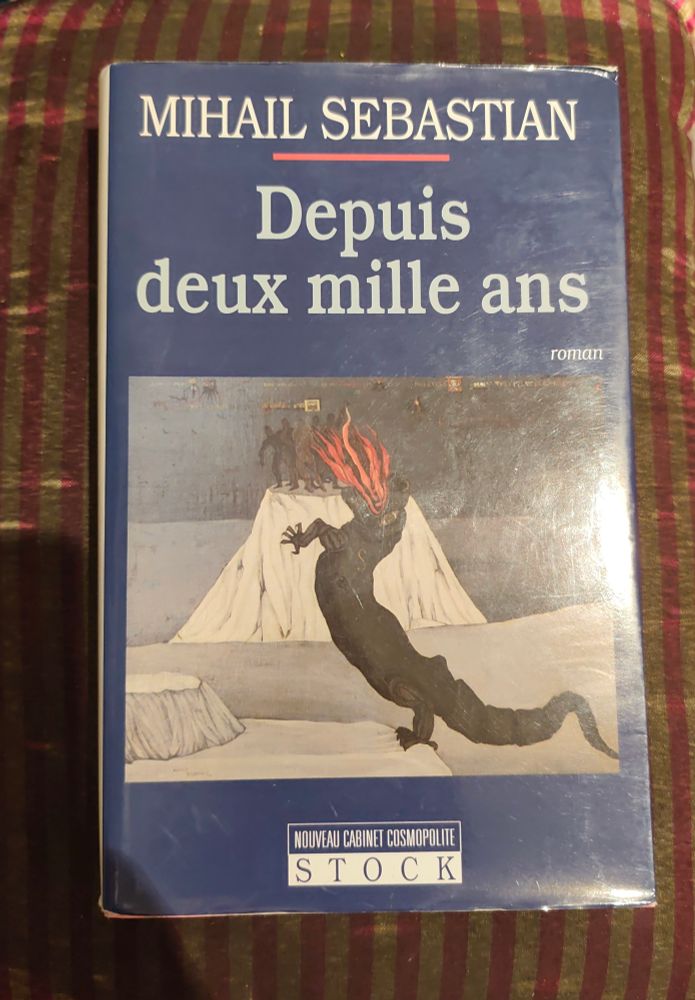 MIHAIL SEBASTIAN
Depuis
deux mille ans
roman
NOUVEAU CABINET COSMOPOLITE
STOCK